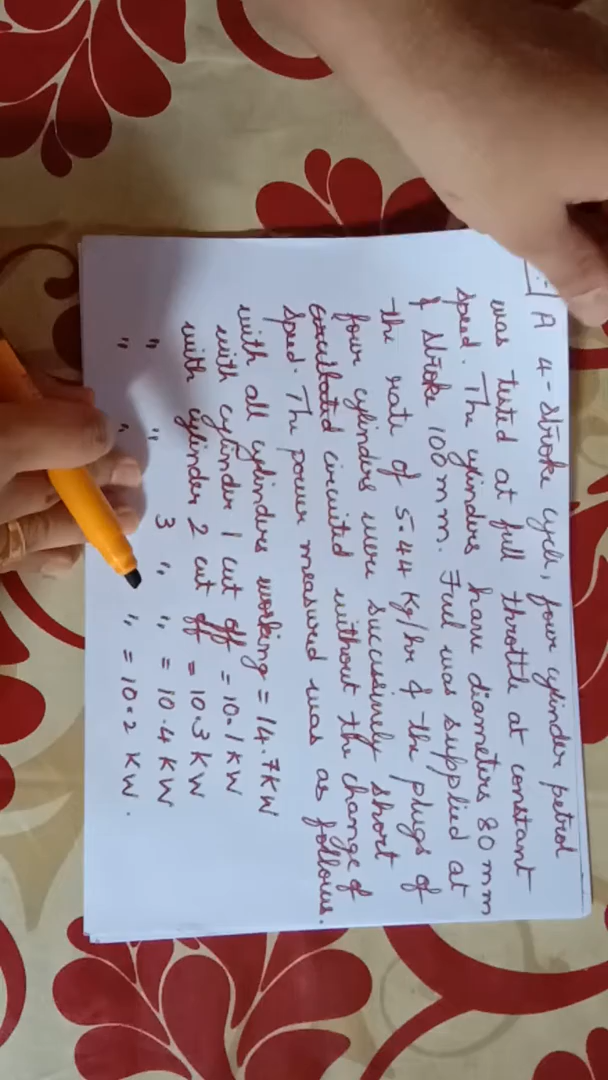 A 4-Stroke cycle, four cylinder petrol
was tested at full throttle at constant
speed. The cylinders have diameters 80 mm
& Stroke 100 mm. Fuel was supplied at
the rate of 5.44 Kg/hr & the plugs of
four cylinders were successively short
circuited without the change of
speed. The power measured was as follows.
with all cylinders working = 14.7KW
with cylinder 1 cut off = 10.1 KW
with cylinder 2 cut off = 10.3 KW
" " 3 " " = 10.4 KW
" " " = 10.2 KW.